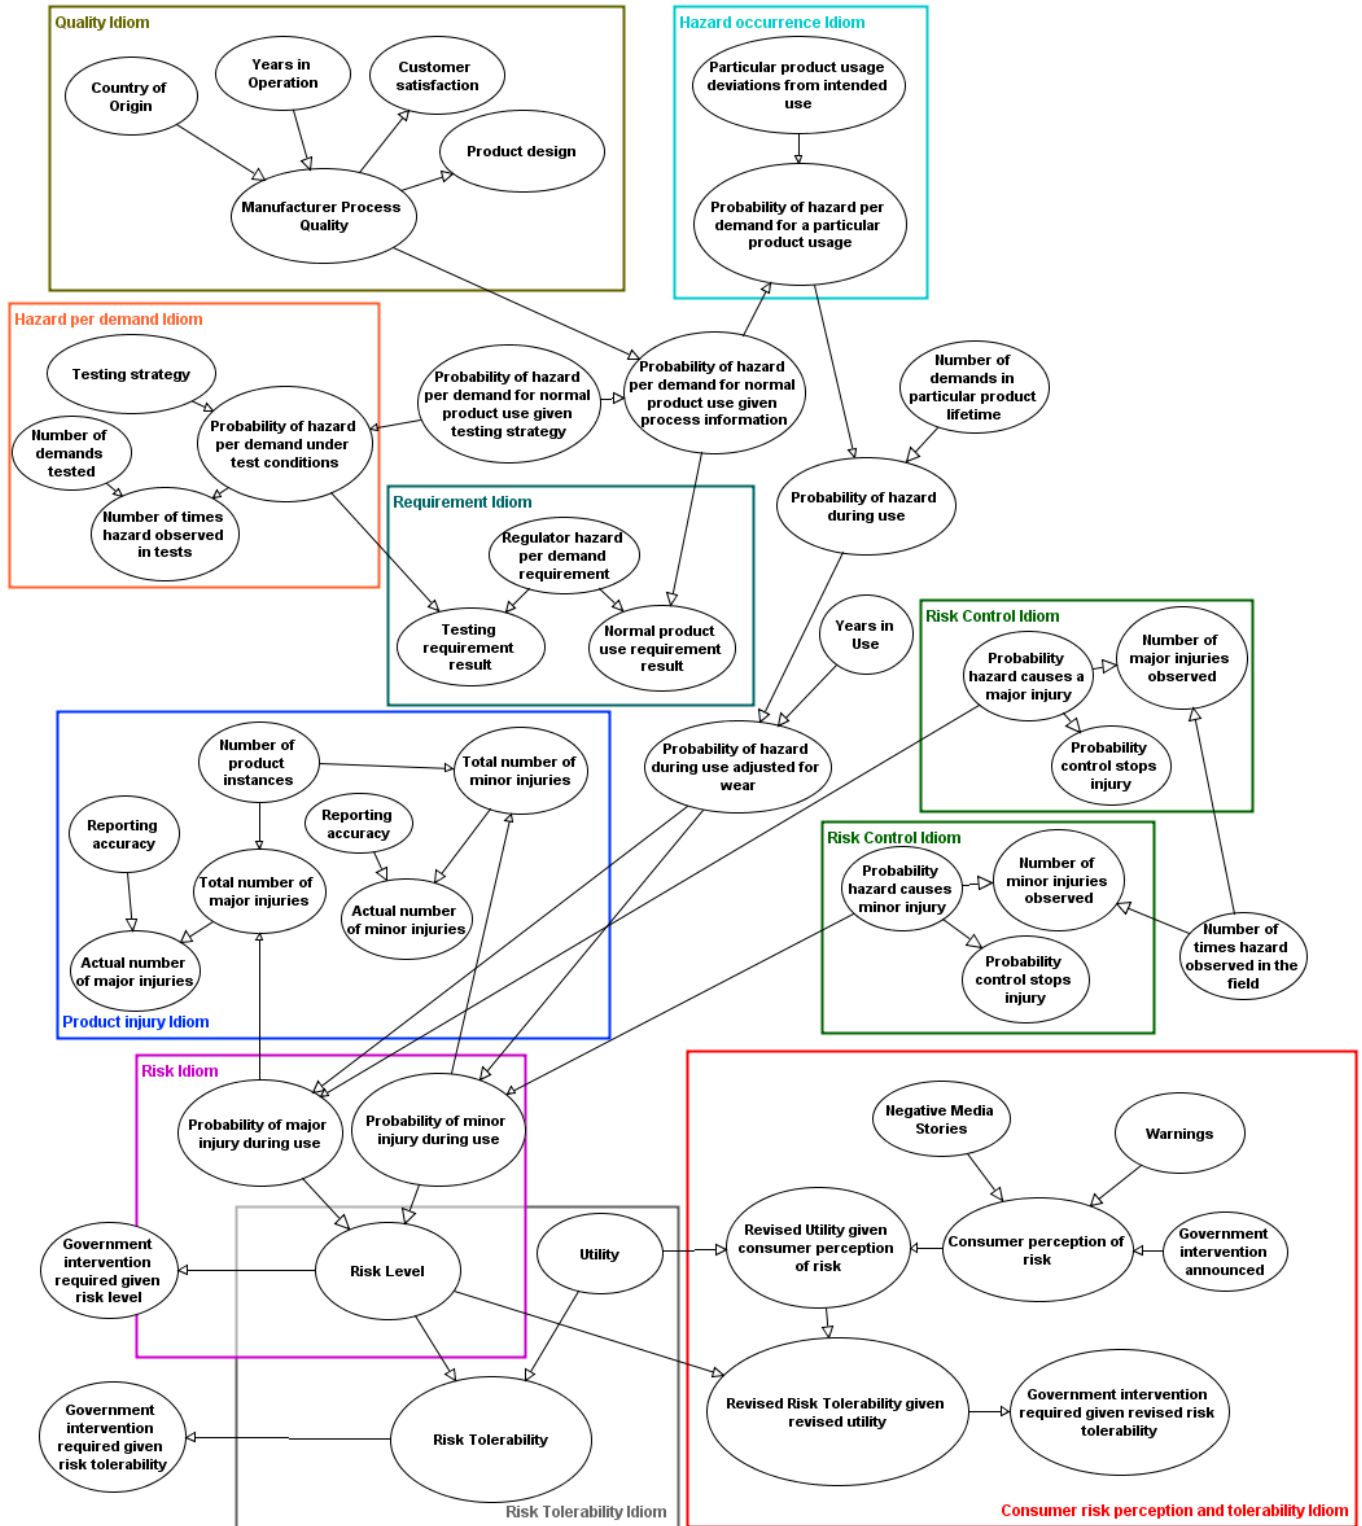 Quality Idiom
Country of
Origin
Years in
Operation
Customer
satisfaction
Product design
Manufacturer Process
Quality
Hazard occurrence Idiom
Particular product usage
deviations from intended
use
Probability of hazard per
demand for a particular
product usage
Hazard per demand Idiom
Testing strategy
Number of
demands
tested
Probability of hazard
per demand under
test conditions
Number of times
hazard observed
in tests
Probability of hazard
per demand for normal
product use given
testing strategy
Probability of hazard
per demand for normal
product use given
process information
Number of
demands in
particular product
lifetime
Probability of hazard
during use
Requirement Idiom
Regulator hazard
per demand
requirement
Testing
requirement
result
Normal product
use requirement
result
Years in
Use
Risk Control Idiom
Probability
hazard causes a
major injury
Number of
major injuries
observed
Probability
control stops
injury
Number of
product
instances
Total number of
minor injuries
Reporting
accuracy
Reporting
accuracy
Total number of
major injuries
Actual number
of minor injuries
Actual number
of major injuries
Product injury Idiom
Probability of hazard
during use adjusted for
wear
Risk Control Idiom
Probability
hazard causes
minor injury
Number of
minor injuries
observed
Probability
control stops
injury
Number of
times hazard
observed in the
field
Risk Idiom
Probability of major
injury during use
Probability of minor
injury during use
Government
intervention
required given
risk level
Risk Level
Utility
Government
intervention
required given
risk tolerability
Risk Tolerability
Risk Tolerability Idiom
Negative Media
Stories
Warnings
Revised Utility given
consumer perception
of risk
Consumer perception of
risk
Government
intervention
announced
Revised Risk Tolerability given
revised utility
Government intervention
required given revised risk
tolerability
Consumer risk perception and tolerability Idiom